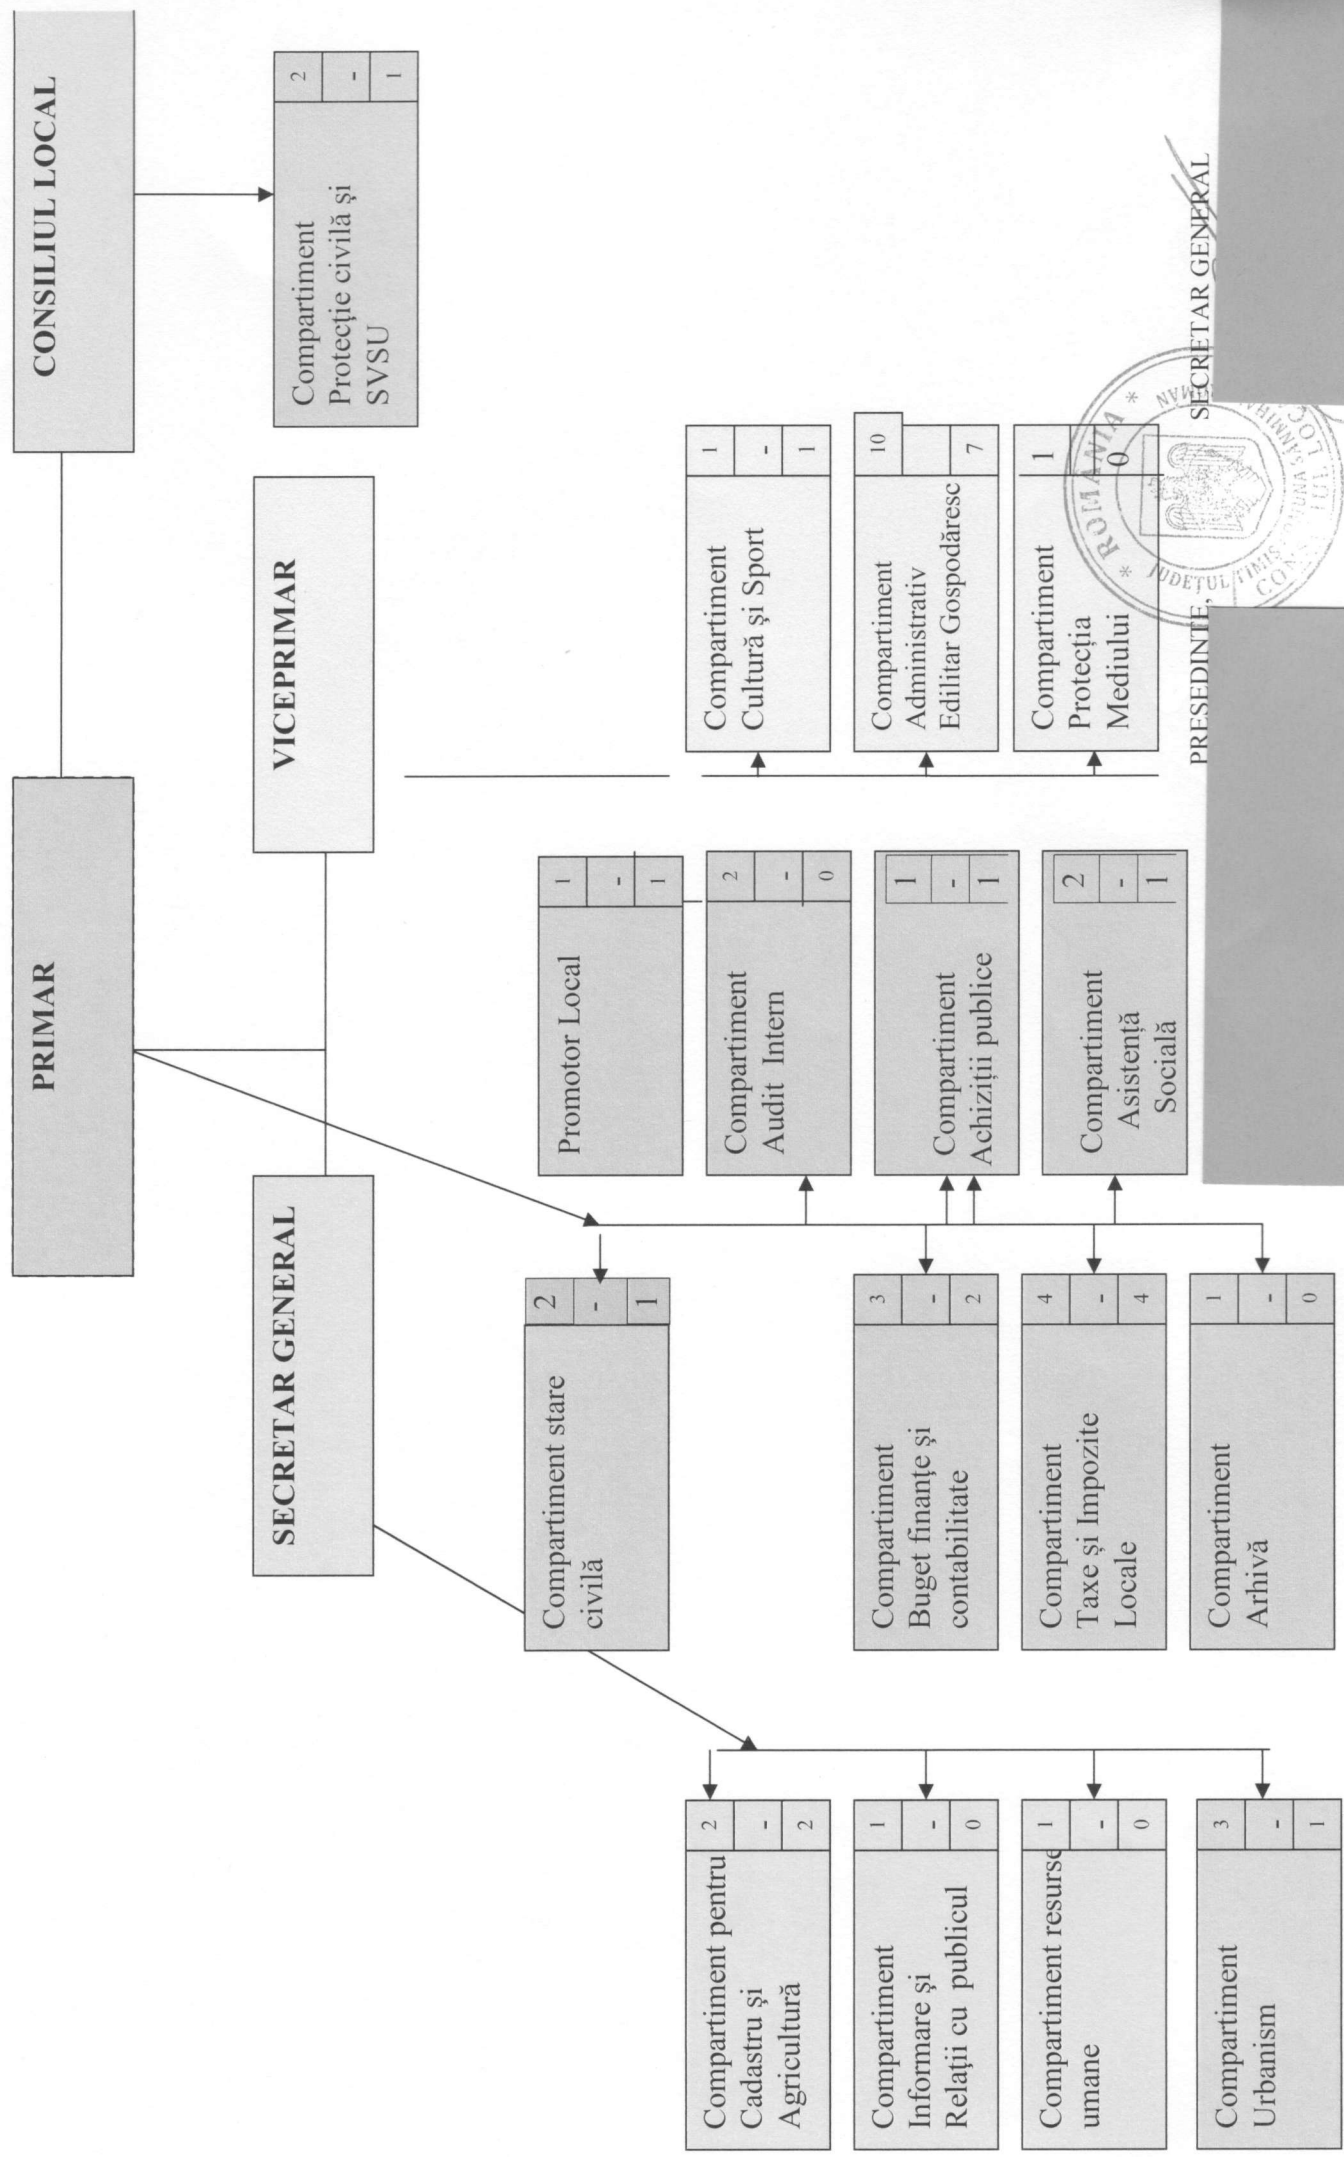 PRIMAR
CONSILIUL LOCAL
SECRETAR GENERAL
VICEPRIMAR
Compartiment
Protecție civilă și
SVSU
2
-
1
Compartiment stare
civilă
2
-
1
Promotor Local
1
-
1
Compartiment pentru
Cadastru și
Agricultură
2
-
2
Compartiment
Audit Intern
2
-
0
Compartiment
Cultură și Sport
1
-
1
Compartiment
Informare și
Relații cu publicul
1
-
0
Compartiment
Buget finanțe și
contabilitate
3
-
2
Compartiment
Achiziții publice
1
-
1
Compartiment
Administrativ
Edilitar Gospodăresc
10
7
Compartiment resurse
umane
1
-
0
Compartiment
Taxe și Impozite
Locale
4
-
4
Compartiment
Asistență
Socială
2
-
1
Compartiment
Protecția
Mediului
1
0
Compartiment
Urbanism
3
-
1
Compartiment
Arhivă
1
-
0
PRESEDINTE,
SECRETAR GENERAL
* ROMANIA *
JUDEȚUL TIMIȘ